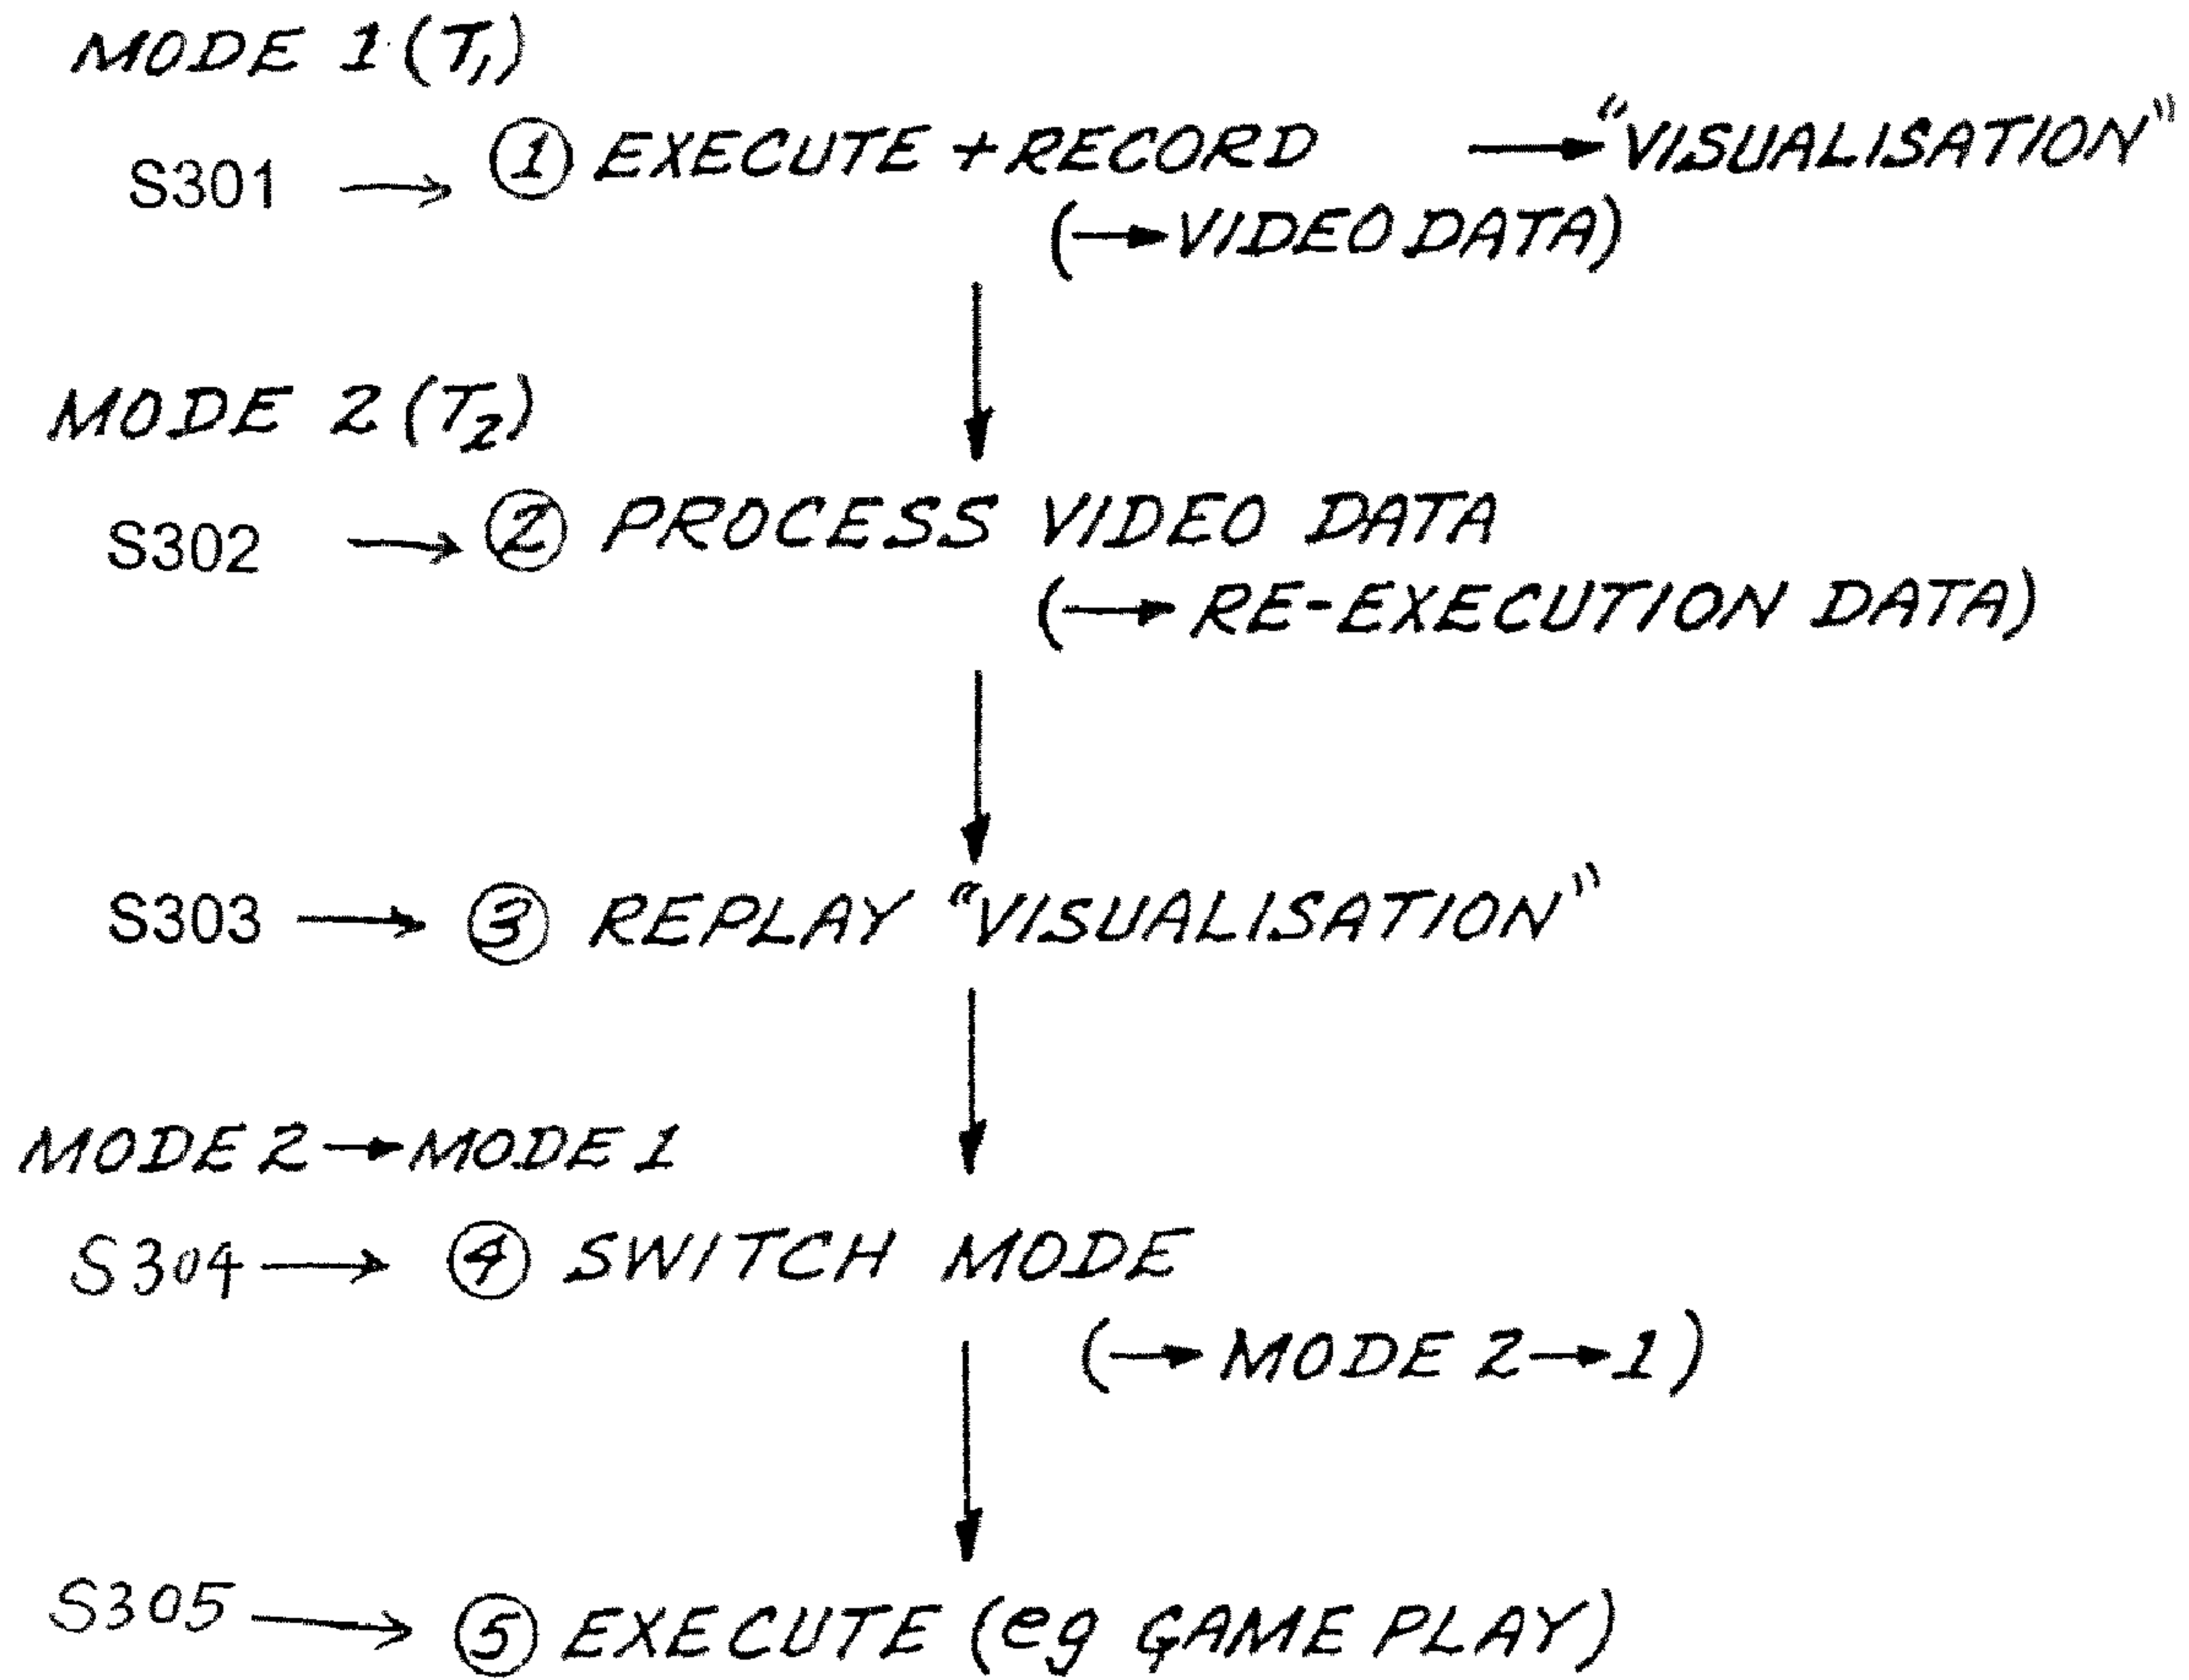 MODE 1 (T1)
S301 → ① EXECUTE + RECORD → "VISUALISATION"
(→ VIDEO DATA)
MODE 2 (T2)
S302 → ② PROCESS VIDEO DATA
(→ RE-EXECUTION DATA)
S303 → ③ REPLAY "VISUALISATION"
MODE 2 → MODE 1
S304 → ④ SWITCH MODE
(→ MODE 2 → 1)
S305 → ⑤ EXECUTE (eg GAME PLAY)